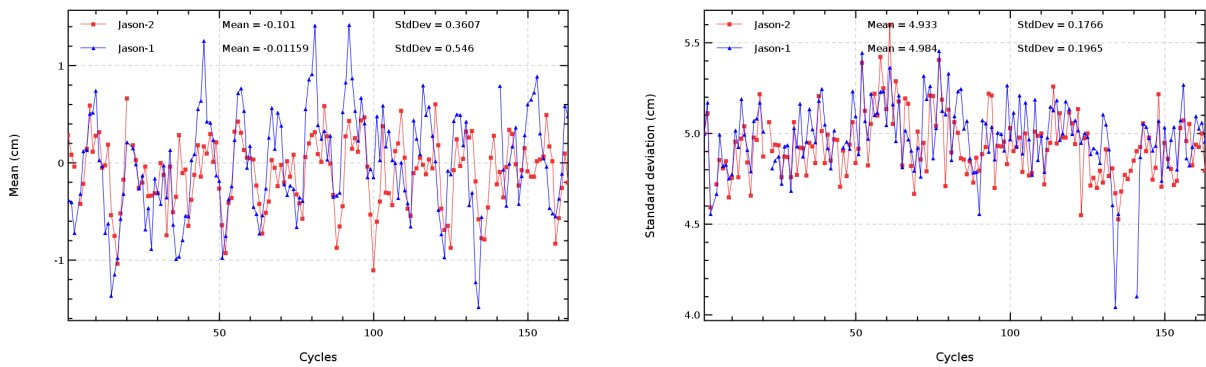 Jason-2 Mean = -0.101 StdDev = 0.3607
Jason-1 Mean = -0.01159 StdDev = 0.546
1
0
-1
Mean (cm)
50 100 150
Cycles
Jason-2 Mean = 4.933 StdDev = 0.1766
Jason-1 Mean = 4.984 StdDev = 0.1965
5.5
5.0
4.5
4.0
Standard deviation (cm)
50 100 150
Cycles